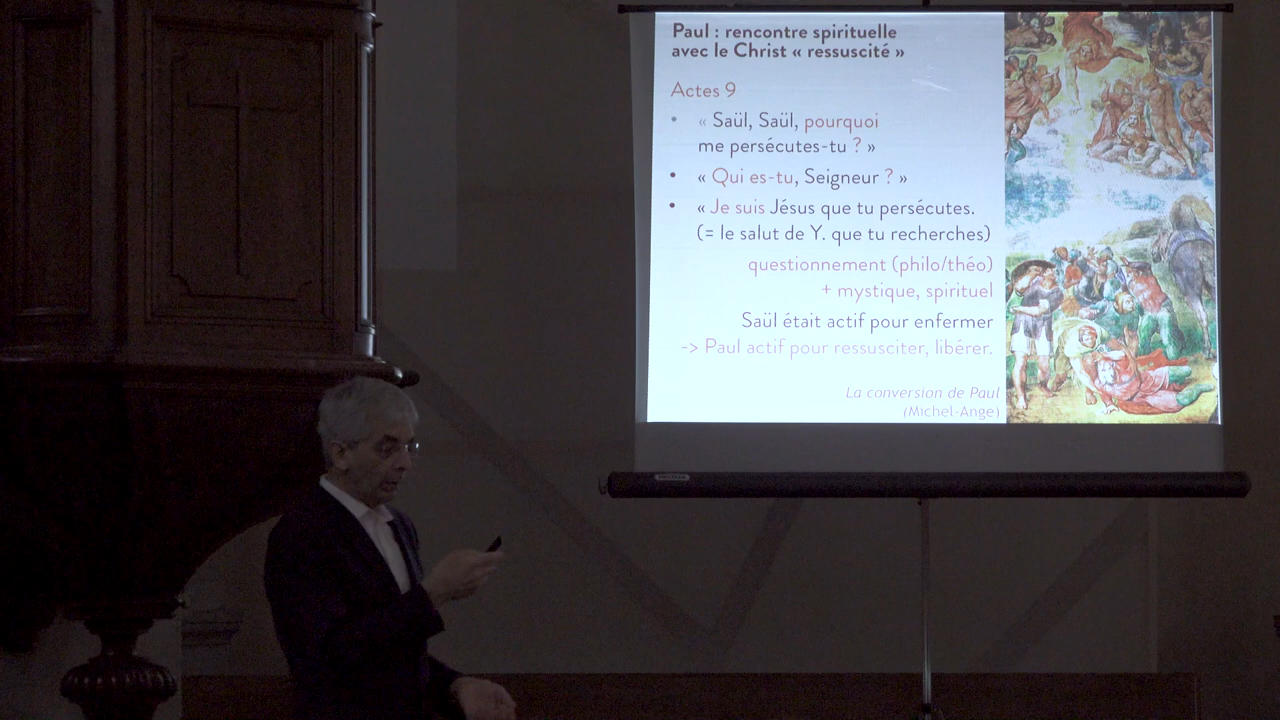 Paul : rencontre spirituelle
avec le Christ « ressuscité »
Actes 9
• « Saül, Saül, pourquoi
me persécutes-tu ? »
• « Qui es-tu, Seigneur ? »
• « Je suis Jésus que tu persécutes.
(= le salut de Y. que tu recherches)
questionnement (philo/théo)
+ mystique, spirituel
Saül était actif pour enfermer
-> Paul actif pour ressusciter, libérer.
La conversion de Paul
(Michel-Ange)